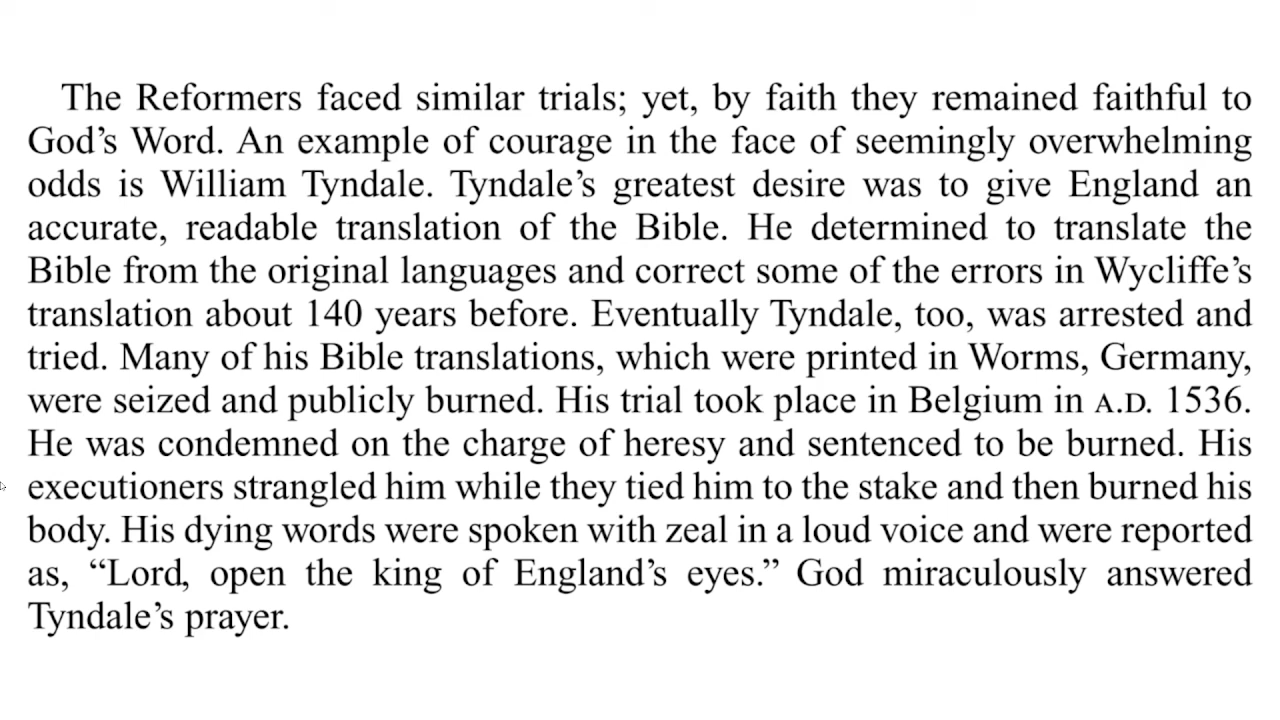 The Reformers faced similar trials; yet, by faith they remained faithful to
God’s Word. An example of courage in the face of seemingly overwhelming
odds is William Tyndale. Tyndale’s greatest desire was to give England an
accurate, readable translation of the Bible. He determined to translate the
Bible from the original languages and correct some of the errors in Wycliffe’s
translation about 140 years before. Eventually Tyndale, too, was arrested and
tried. Many of his Bible translations, which were printed in Worms, Germany,
were seized and publicly burned. His trial took place in Belgium in A.D. 1536.
He was condemned on the charge of heresy and sentenced to be burned. His
executioners strangled him while they tied him to the stake and then burned his
body. His dying words were spoken with zeal in a loud voice and were reported
as, “Lord, open the king of England’s eyes.” God miraculously answered
Tyndale’s prayer.